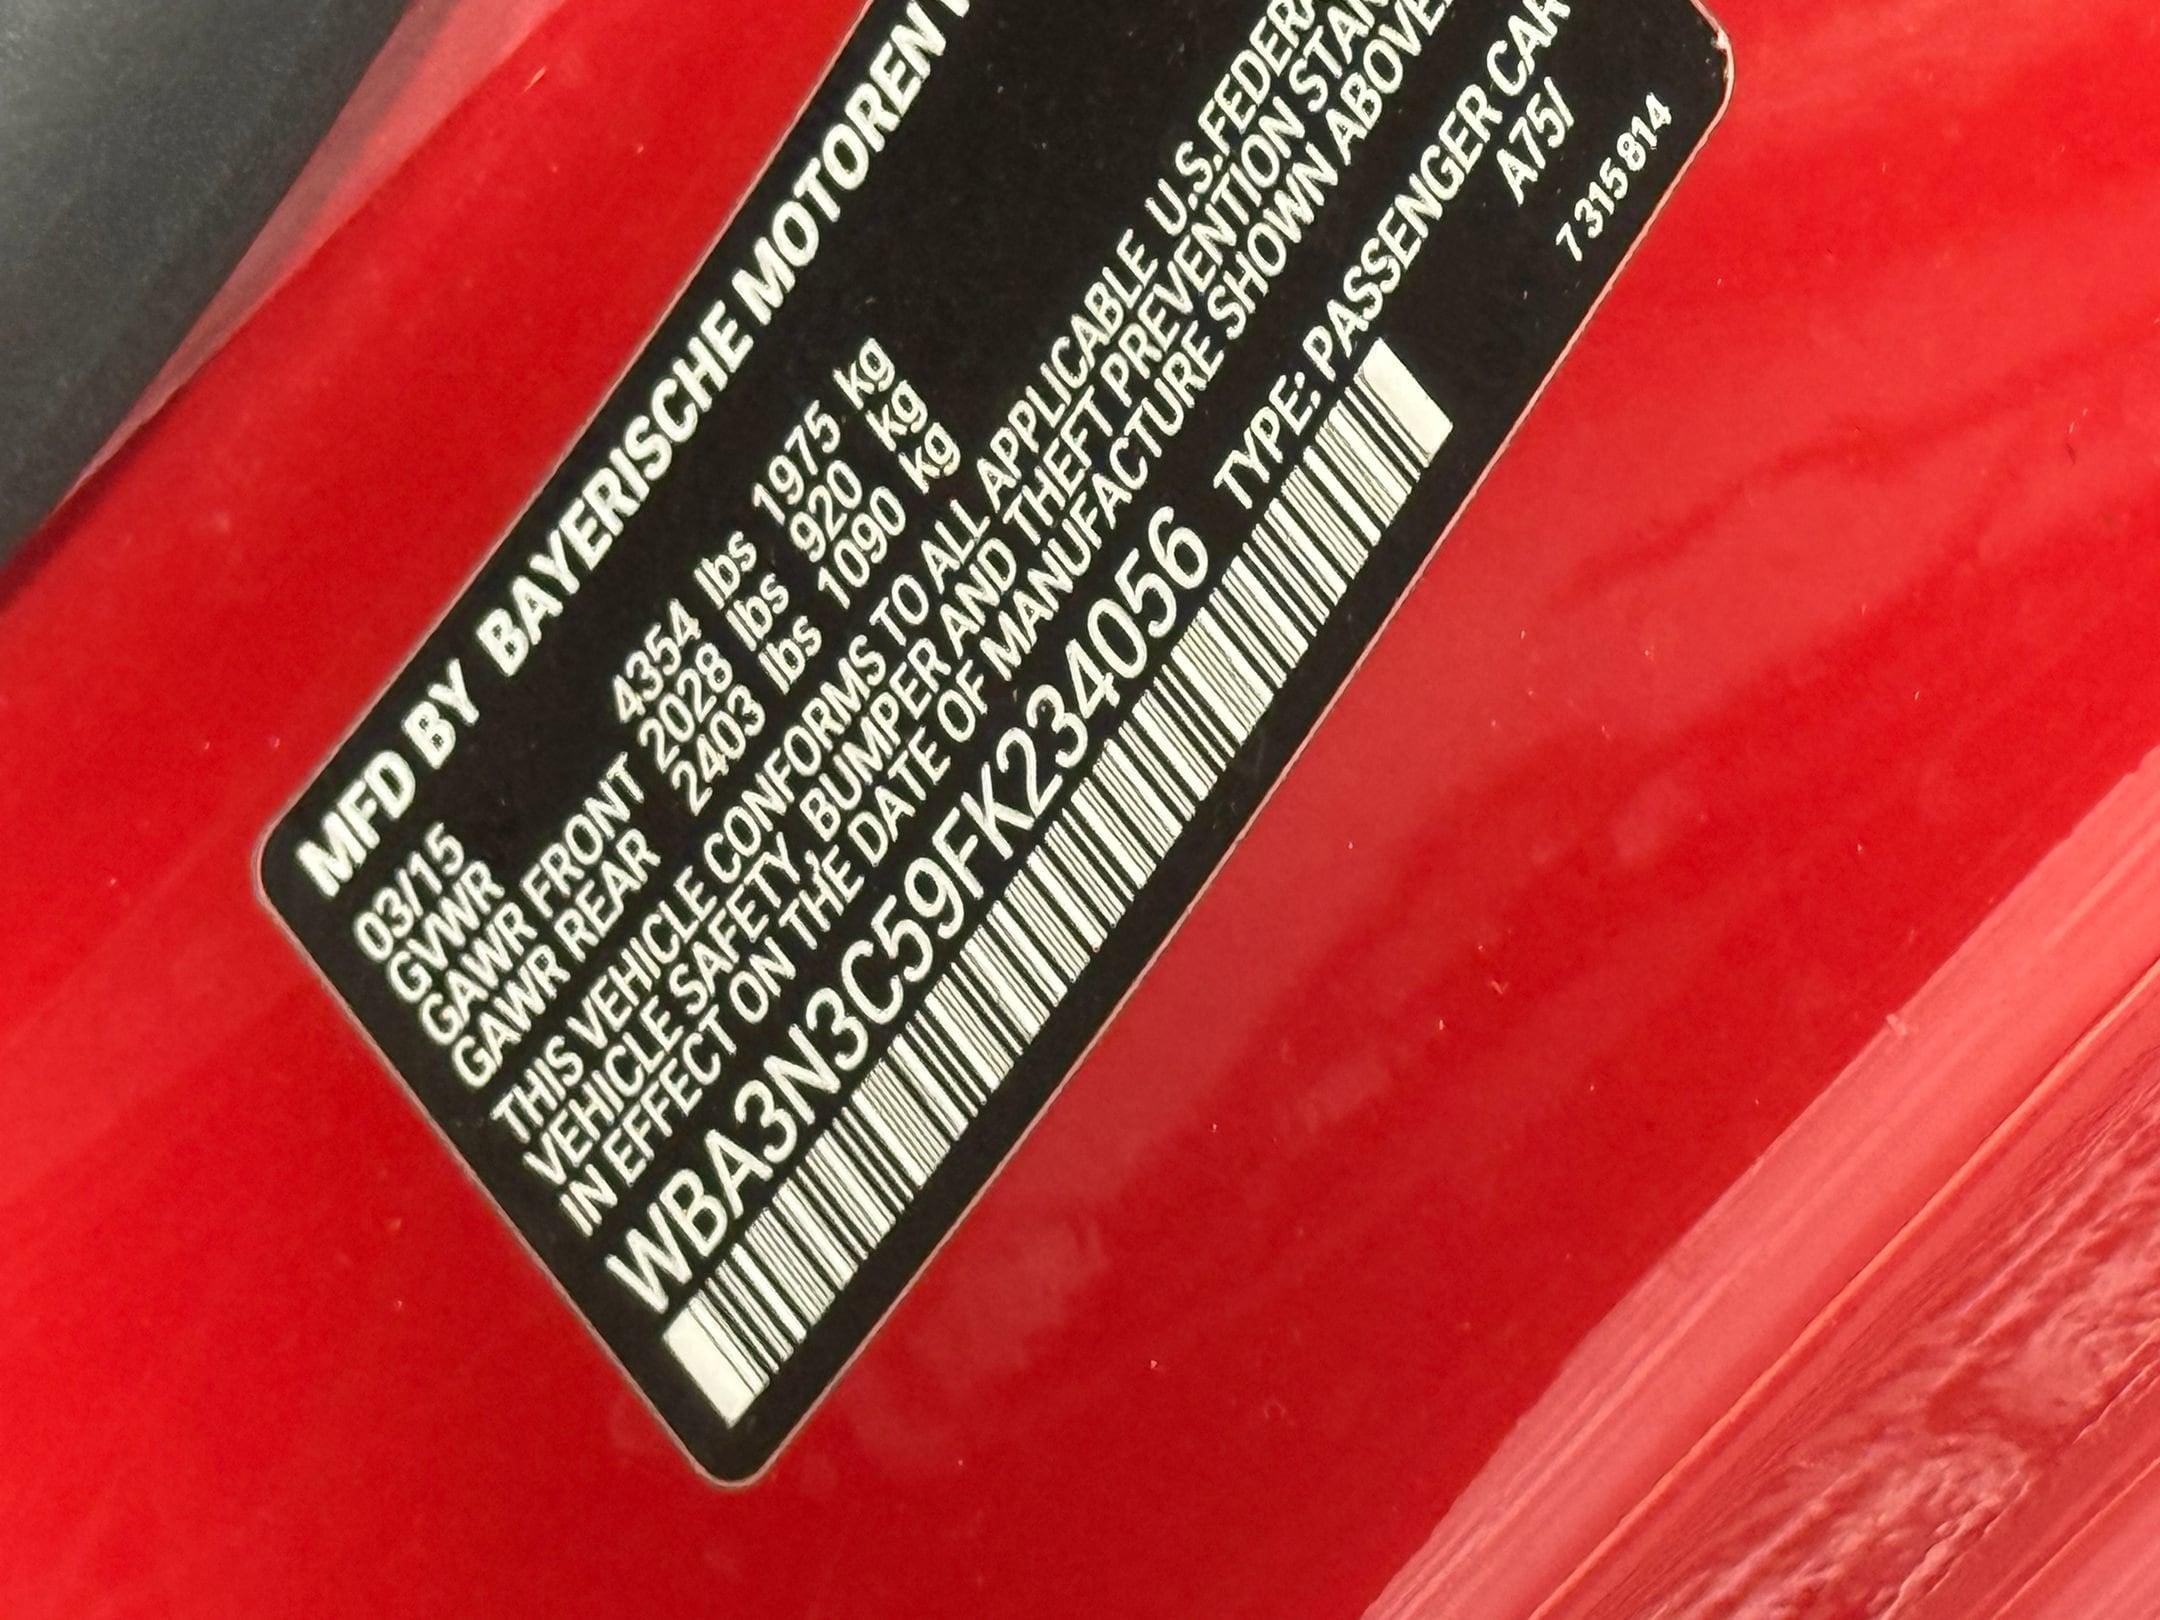 MFD BY BAYERISCHE MOTOREN
03/15
GVWR 4354 lbs 1975 kg
GAWR FRONT 2028 lbs 920 kg
GAWR REAR 2403 lbs 1090 kg
THIS VEHICLE CONFORMS TO ALL APPLICABLE U.S.FEDERA
VEHICLE SAFETY, BUMPER AND THEFT PREVENTION STAN
IN EFFECT ON THE DATE OF MANUFACTURE SHOWN ABOVE
WBA3N3C59FK234056 TYPE: PASSENGER CAR
A75/
7 315 814